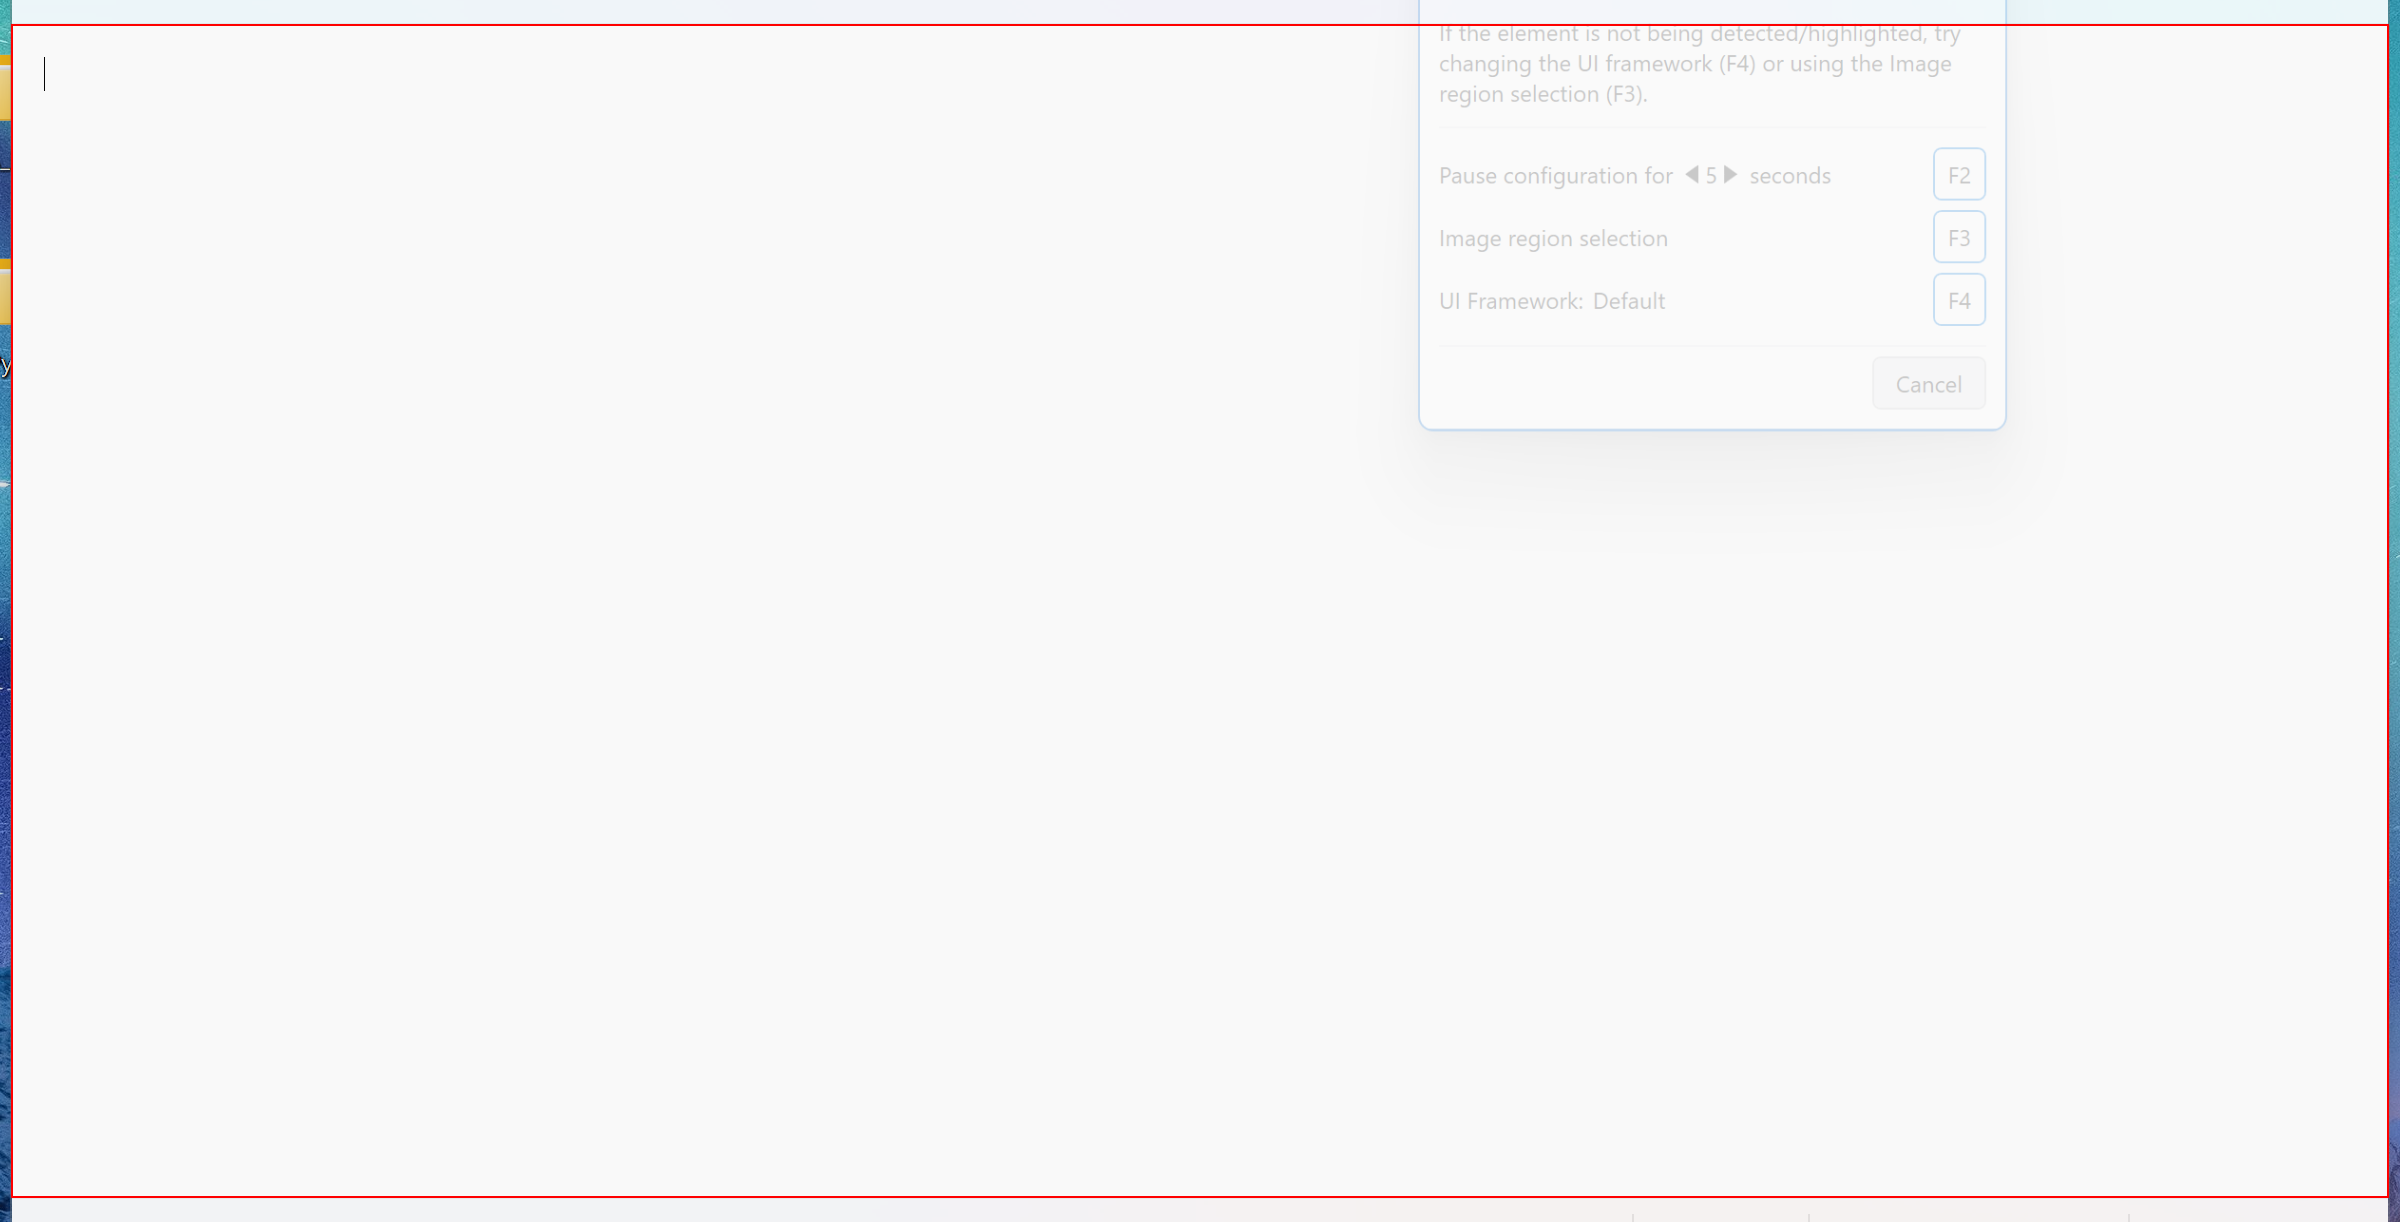 If the element is not being detected/highlighted, try
changing the UI framework (F4) or using the Image
region selection (F3).
Pause configuration for 5 seconds F2
Image region selection F3
UI Framework: Default F4
Cancel
y